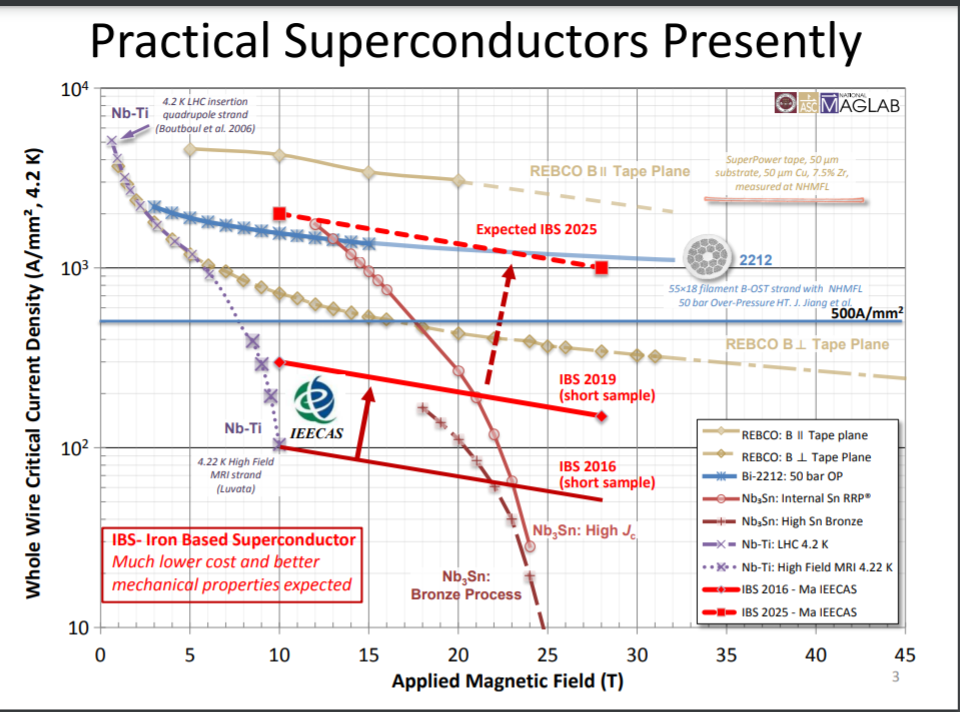 Practical Superconductors Presently
Whole Wire Critical Current Density (A/mm², 4.2 K)
10⁴
10³
10²
10
0
5
10
15
20
25
30
35
40
45
Applied Magnetic Field (T)
Nb-Ti
4.2 K LHC insertion
quadrupole strand
(Boutboul et al. 2006)
ASC
NATIONAL
MAGLAB
REBCO B॥ Tape Plane
SuperPower tape, 50 μm
substrate, 50 μm Cu, 7.5% Zr,
measured at NHMFL
Expected IBS 2025
2212
55×18 filament B-OST strand with NHMFL
50 bar Over-Pressure HT. J. Jiang et al.
500A/mm²
REBCO B⊥ Tape Plane
IBS 2019
(short sample)
IEECAS
Nb-Ti
4.22 K High Field
MRI strand
(Luvata)
IBS 2016
(short sample)
Nb₃Sn: High Jc
Nb₃Sn:
Bronze Process
IBS- Iron Based Superconductor
Much lower cost and better
mechanical properties expected
REBCO: B ॥ Tape plane
REBCO: B ⊥ Tape Plane
Bi-2212: 50 bar OP
Nb₃Sn: Internal Sn RRP®
Nb₃Sn: High Sn Bronze
Nb-Ti: LHC 4.2 K
Nb-Ti: High Field MRI 4.22 K
IBS 2016 - Ma IEECAS
IBS 2025 - Ma IEECAS
3